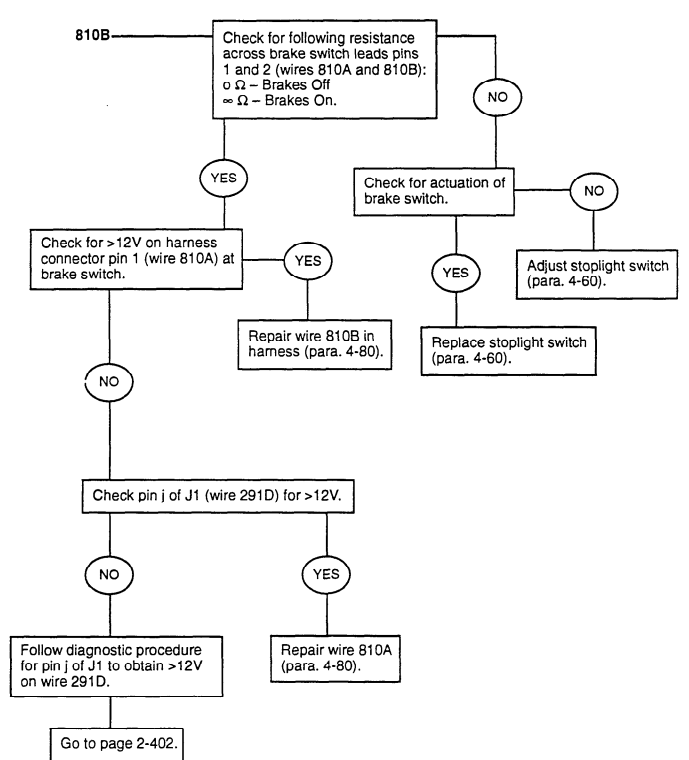 810B
Check for following resistance
across brake switch leads pins
1 and 2 (wires 810A and 810B):
o Ω – Brakes Off
∞ Ω – Brakes On.
NO
YES
Check for actuation of
brake switch.
NO
Check for >12V on harness
connector pin 1 (wire 810A) at
brake switch.
YES
YES
Adjust stoplight switch
(para. 4-60).
Repair wire 810B in
harness (para. 4-80).
Replace stoplight switch
(para. 4-60).
NO
Check pin j of J1 (wire 291D) for >12V.
NO
YES
Follow diagnostic procedure
for pin j of J1 to obtain >12V
on wire 291D.
Repair wire 810A
(para. 4-80).
Go to page 2-402.